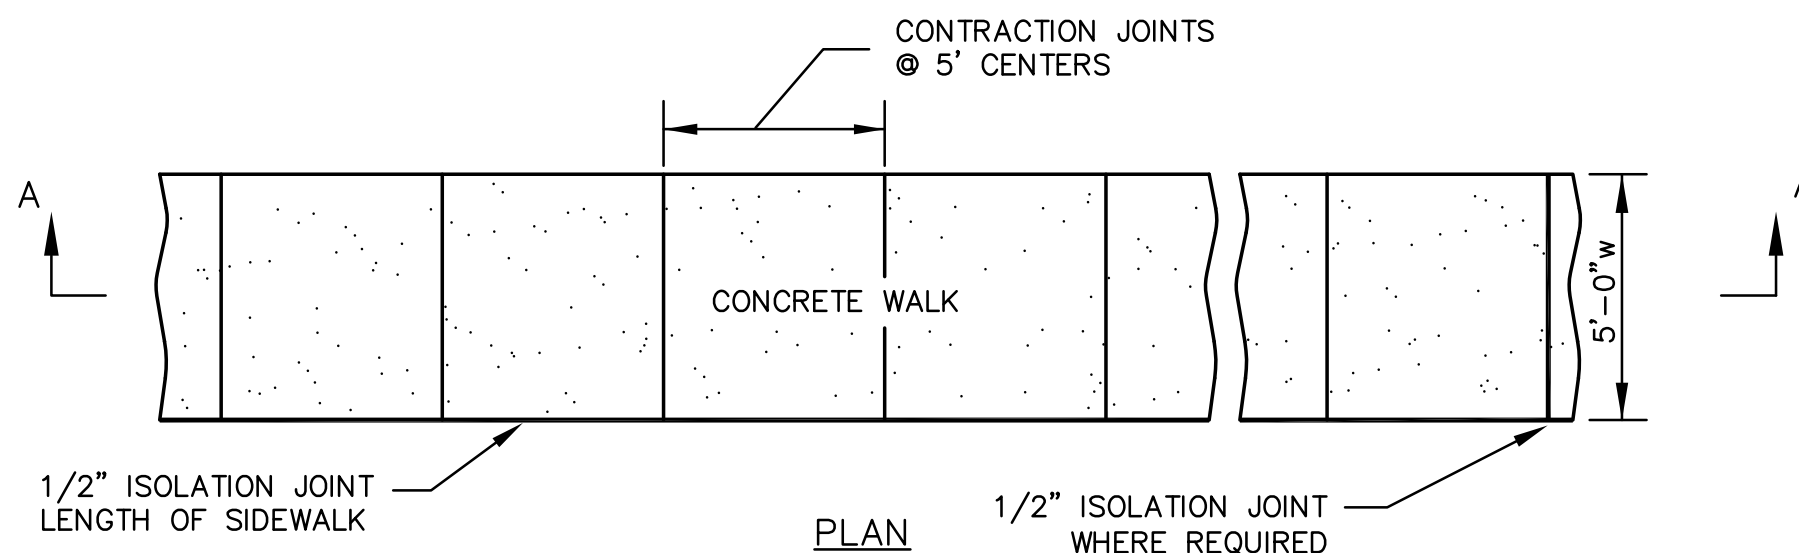 CONTRACTION JOINTS
@ 5' CENTERS
A
CONCRETE WALK
5'-0"w
1/2" ISOLATION JOINT
LENGTH OF SIDEWALK
1/2" ISOLATION JOINT
WHERE REQUIRED
PLAN